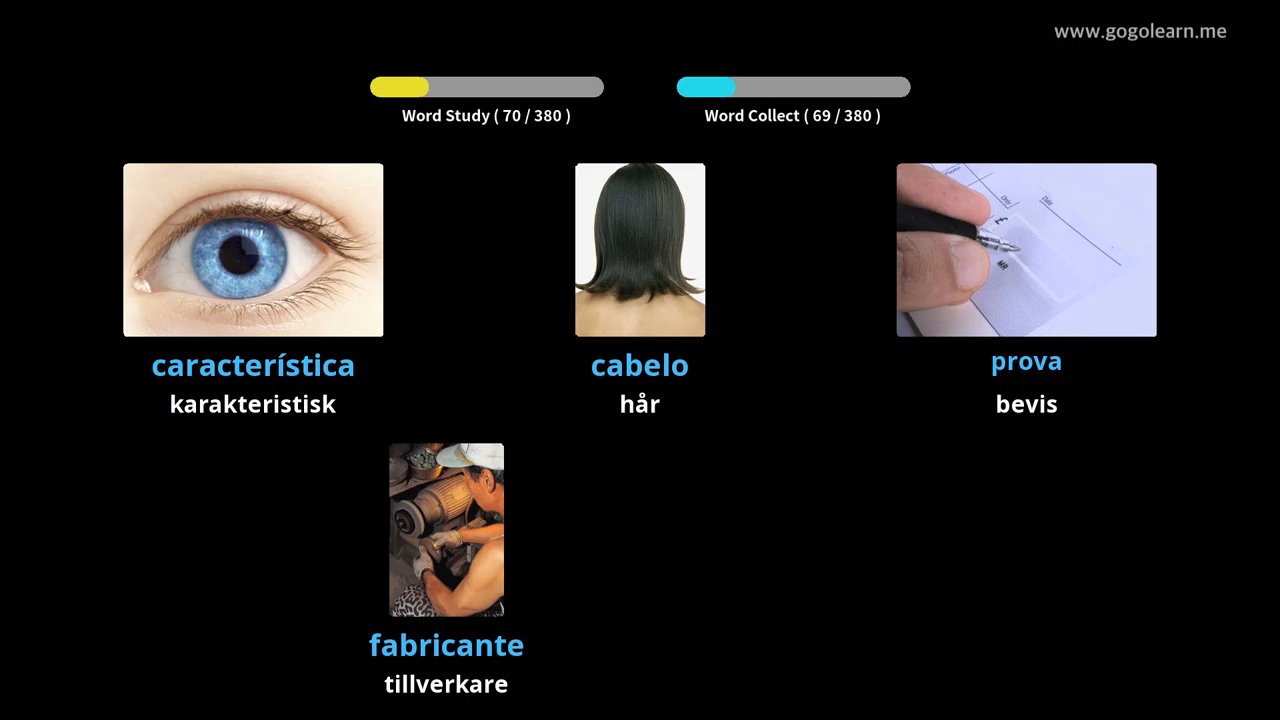 www.gogolearn.me
Word Study ( 70 / 380 )
Word Collect ( 69 / 380 )
característica
karakteristisk
cabelo
hår
prova
bevis
fabricante
tillverkare